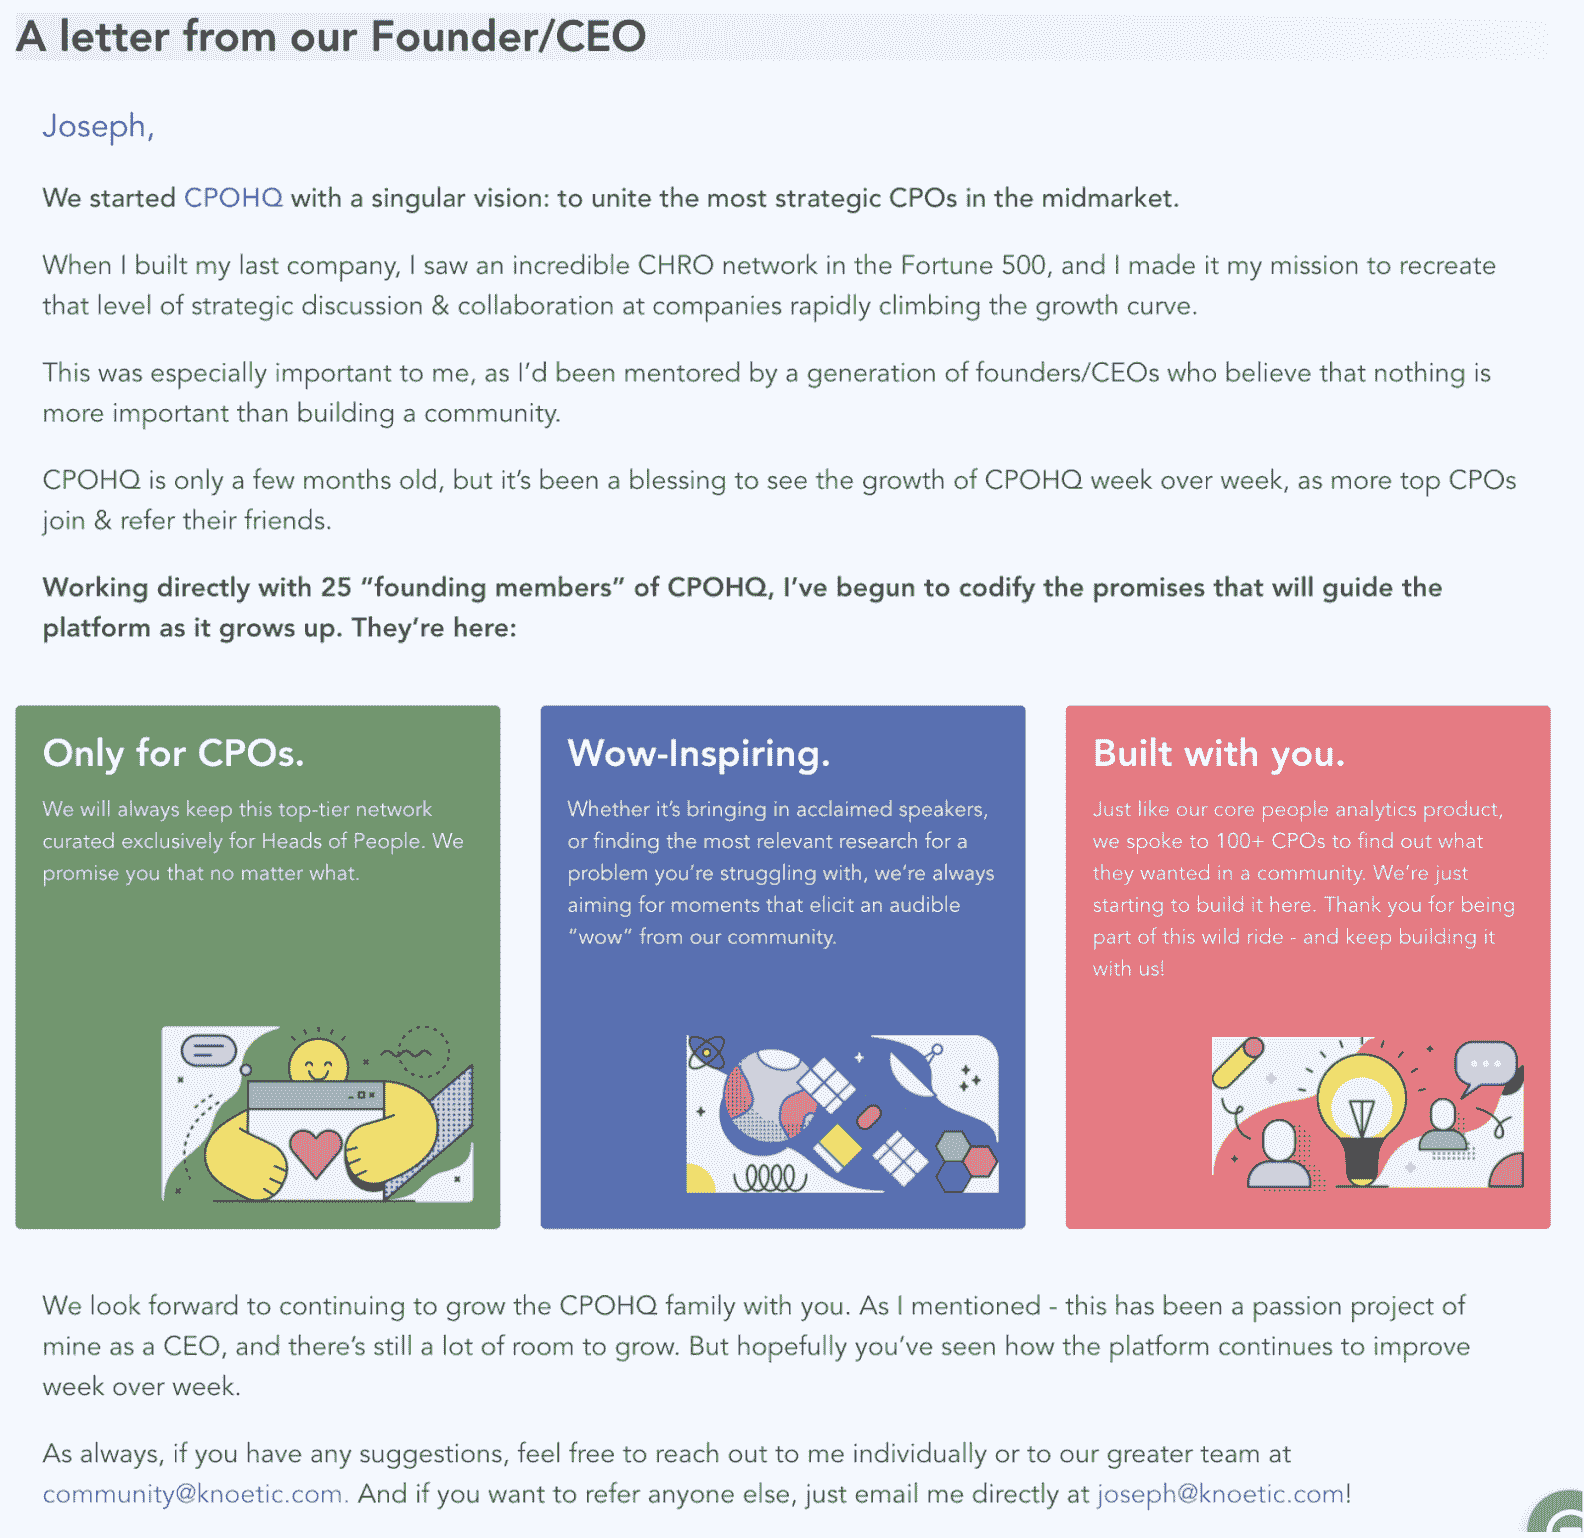 A letter from our Founder/CEO
Joseph,
We started CPOHQ with a singular vision: to unite the most strategic CPOs in the midmarket.
When I built my last company, I saw an incredible CHRO network in the Fortune 500, and I made it my mission to recreate
that level of strategic discussion & collaboration at companies rapidly climbing the growth curve.
This was especially important to me, as I’d been mentored by a generation of founders/CEOs who believe that nothing is
more important than building a community.
CPOHQ is only a few months old, but it’s been a blessing to see the growth of CPOHQ week over week, as more top CPOs
join & refer their friends.
Working directly with 25 “founding members” of CPOHQ, I’ve begun to codify the promises that will guide the
platform as it grows up. They’re here:
Only for CPOs.
We will always keep this top-tier network
curated exclusively for Heads of People. We
promise you that no matter what.
Wow-Inspiring.
Whether it’s bringing in acclaimed speakers,
or finding the most relevant research for a
problem you’re struggling with, we’re always
aiming for moments that elicit an audible
“wow” from our community.
Built with you.
Just like our core people analytics product,
we spoke to 100+ CPOs to find out what
they wanted in a community. We’re just
starting to build it here. Thank you for being
part of this wild ride - and keep building it
with us!
We look forward to continuing to grow the CPOHQ family with you. As I mentioned - this has been a passion project of
mine as a CEO, and there’s still a lot of room to grow. But hopefully you’ve seen how the platform continues to improve
week over week.
As always, if you have any suggestions, feel free to reach out to me individually or to our greater team at
community@knoetic.com. And if you want to refer anyone else, just email me directly at joseph@knoetic.com!